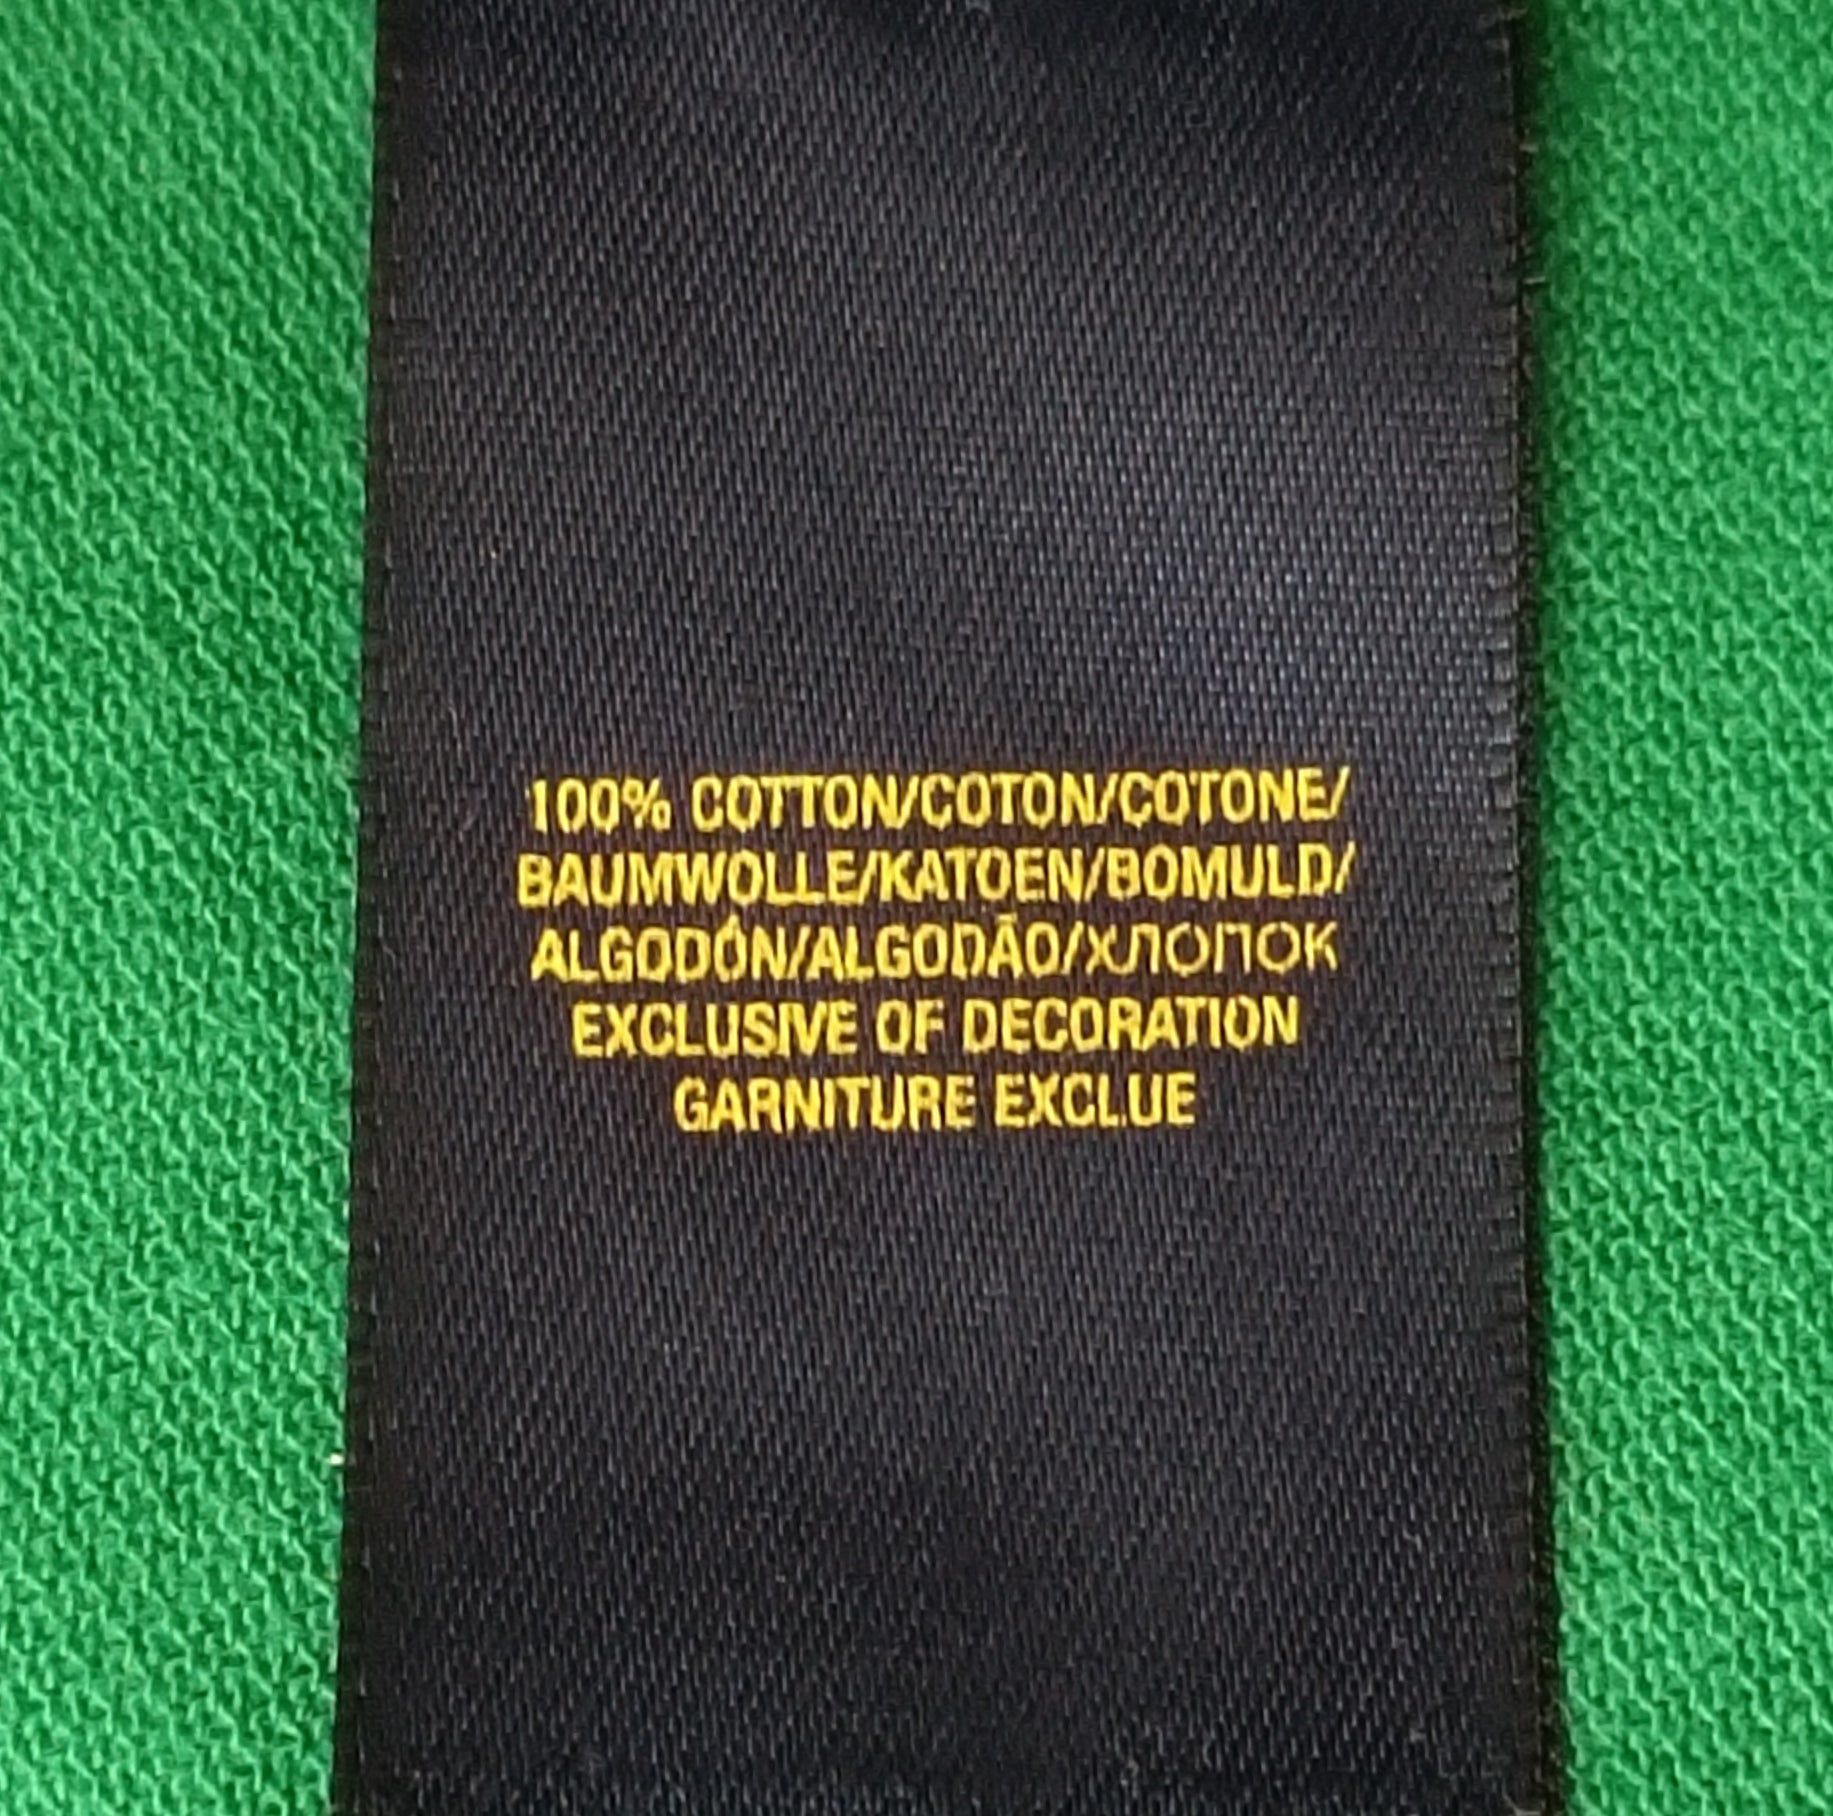 100% COTTON/COTON/COTONE/
BAUMWOLLE/KATOEN/BOMULD/
ALGODÓN/ALGODÃO/ХЛОПОК
EXCLUSIVE OF DECORATION
GARNITURE EXCLUE